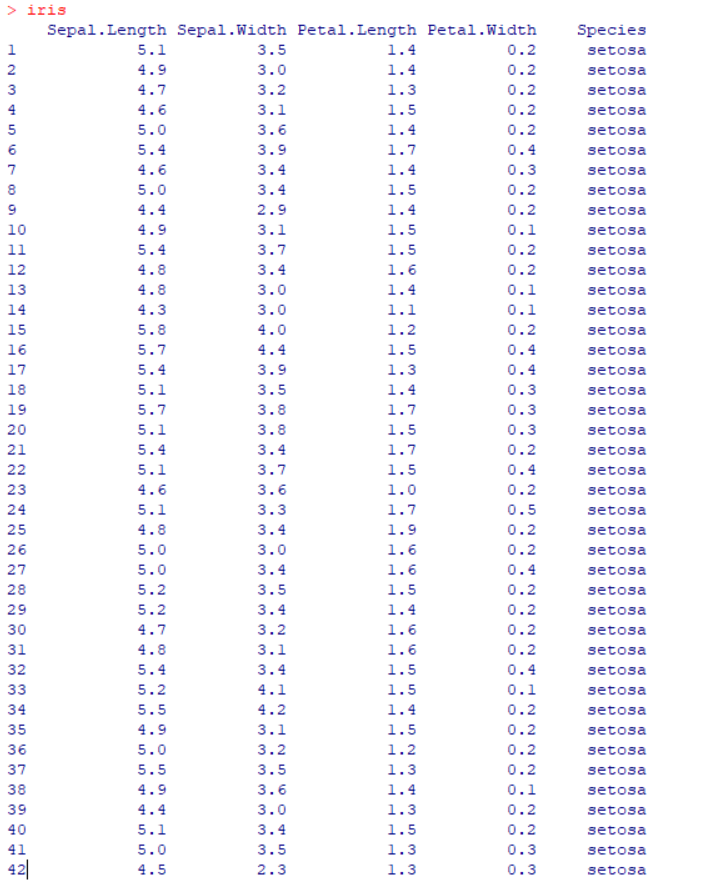 > iris
Sepal.Length Sepal.Width Petal.Length Petal.Width Species
1 5.1 3.5 1.4 0.2 setosa
2 4.9 3.0 1.4 0.2 setosa
3 4.7 3.2 1.3 0.2 setosa
4 4.6 3.1 1.5 0.2 setosa
5 5.0 3.6 1.4 0.2 setosa
6 5.4 3.9 1.7 0.4 setosa
7 4.6 3.4 1.4 0.3 setosa
8 5.0 3.4 1.5 0.2 setosa
9 4.4 2.9 1.4 0.2 setosa
10 4.9 3.1 1.5 0.1 setosa
11 5.4 3.7 1.5 0.2 setosa
12 4.8 3.4 1.6 0.2 setosa
13 4.8 3.0 1.4 0.1 setosa
14 4.3 3.0 1.1 0.1 setosa
15 5.8 4.0 1.2 0.2 setosa
16 5.7 4.4 1.5 0.4 setosa
17 5.4 3.9 1.3 0.4 setosa
18 5.1 3.5 1.4 0.3 setosa
19 5.7 3.8 1.7 0.3 setosa
20 5.1 3.8 1.5 0.3 setosa
21 5.4 3.4 1.7 0.2 setosa
22 5.1 3.7 1.5 0.4 setosa
23 4.6 3.6 1.0 0.2 setosa
24 5.1 3.3 1.7 0.5 setosa
25 4.8 3.4 1.9 0.2 setosa
26 5.0 3.0 1.6 0.2 setosa
27 5.0 3.4 1.6 0.4 setosa
28 5.2 3.5 1.5 0.2 setosa
29 5.2 3.4 1.4 0.2 setosa
30 4.7 3.2 1.6 0.2 setosa
31 4.8 3.1 1.6 0.2 setosa
32 5.4 3.4 1.5 0.4 setosa
33 5.2 4.1 1.5 0.1 setosa
34 5.5 4.2 1.4 0.2 setosa
35 4.9 3.1 1.5 0.2 setosa
36 5.0 3.2 1.2 0.2 setosa
37 5.5 3.5 1.3 0.2 setosa
38 4.9 3.6 1.4 0.1 setosa
39 4.4 3.0 1.3 0.2 setosa
40 5.1 3.4 1.5 0.2 setosa
41 5.0 3.5 1.3 0.3 setosa
42 4.5 2.3 1.3 0.3 setosa